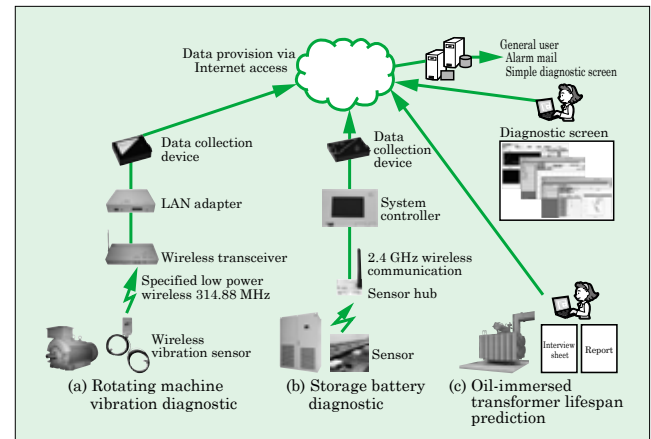 Data provision via
Internet access
General user
Alarm mail
Simple diagnostic screen
Diagnostic screen
Data collection
device
LAN adapter
Wireless transceiver
Specified low power
wireless 314.88 MHz
Wireless
vibration sensor
(a) Rotating machine
vibration diagnostic
Data
collection
device
System
controller
2.4 GHz wireless
communication
Sensor hub
Sensor
(b) Storage battery
diagnostic
Interview
sheet
Report
(c) Oil-immersed
transformer lifespan
prediction